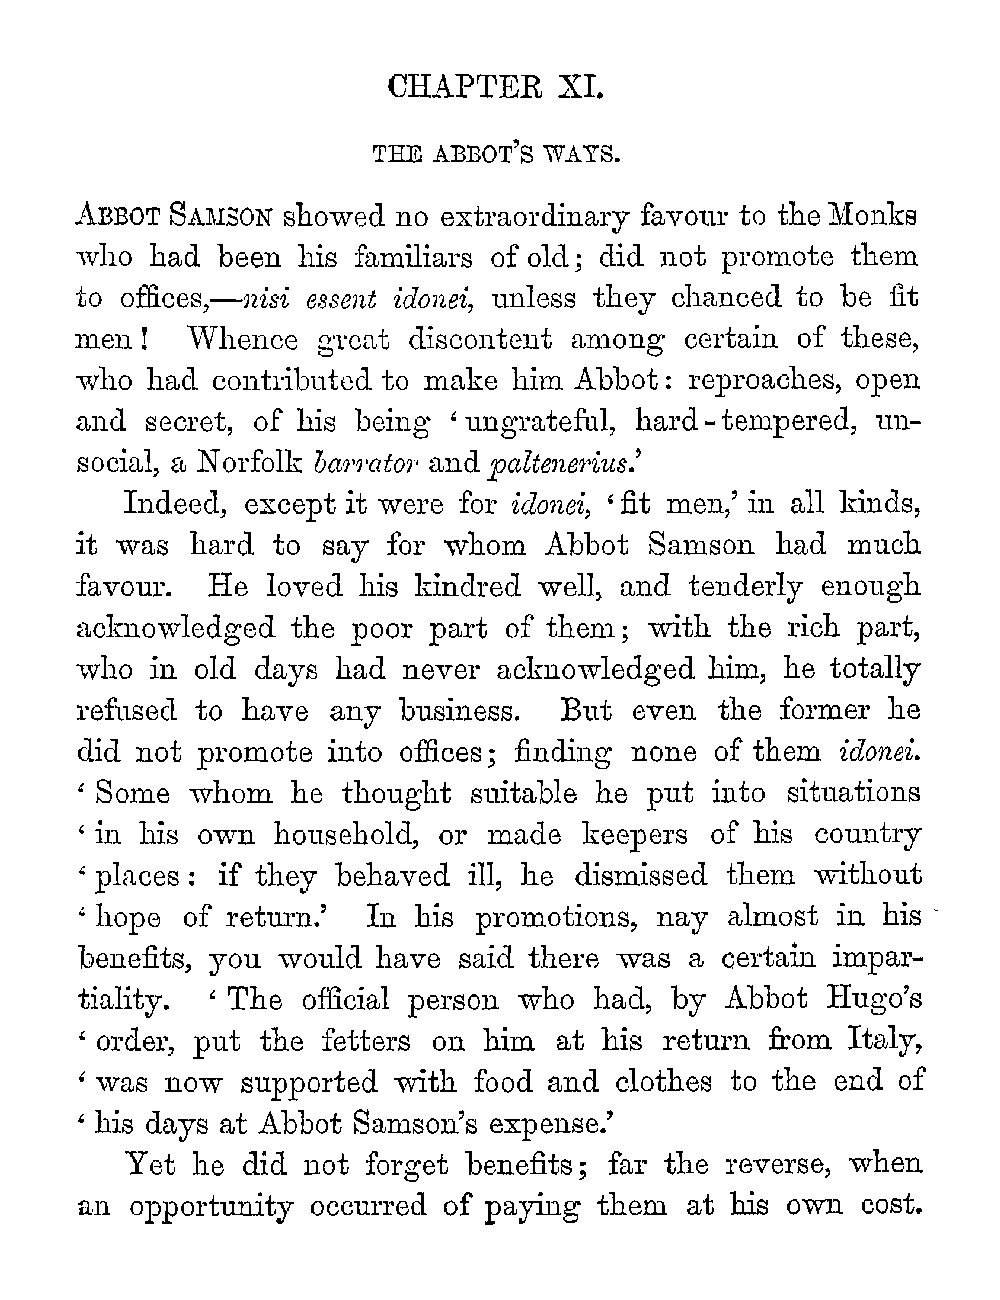 CHAPTER XI.
THE ABBOT'S WAYS.
ABBOT SAMSON showed no extraordinary favour to the Monks
who had been his familiars of old; did not promote them
to offices,—nisi essent idonei, unless they chanced to be fit
men! Whence great discontent among certain of these,
who had contributed to make him Abbot: reproaches, open
and secret, of his being ‘ungrateful, hard-tempered, un-
social, a Norfolk barrator and paltenerius.’
Indeed, except it were for idonei, ‘fit men,’ in all kinds,
it was hard to say for whom Abbot Samson had much
favour. He loved his kindred well, and tenderly enough
acknowledged the poor part of them; with the rich part,
who in old days had never acknowledged him, he totally
refused to have any business. But even the former he
did not promote into offices; finding none of them idonei.
‘Some whom he thought suitable he put into situations
‘in his own household, or made keepers of his country
‘places: if they behaved ill, he dismissed them without
‘hope of return.’ In his promotions, nay almost in his
benefits, you would have said there was a certain impar-
tiality. ‘The official person who had, by Abbot Hugo's
‘order, put the fetters on him at his return from Italy,
‘was now supported with food and clothes to the end of
‘his days at Abbot Samson's expense.’
Yet he did not forget benefits; far the reverse, when
an opportunity occurred of paying them at his own cost.